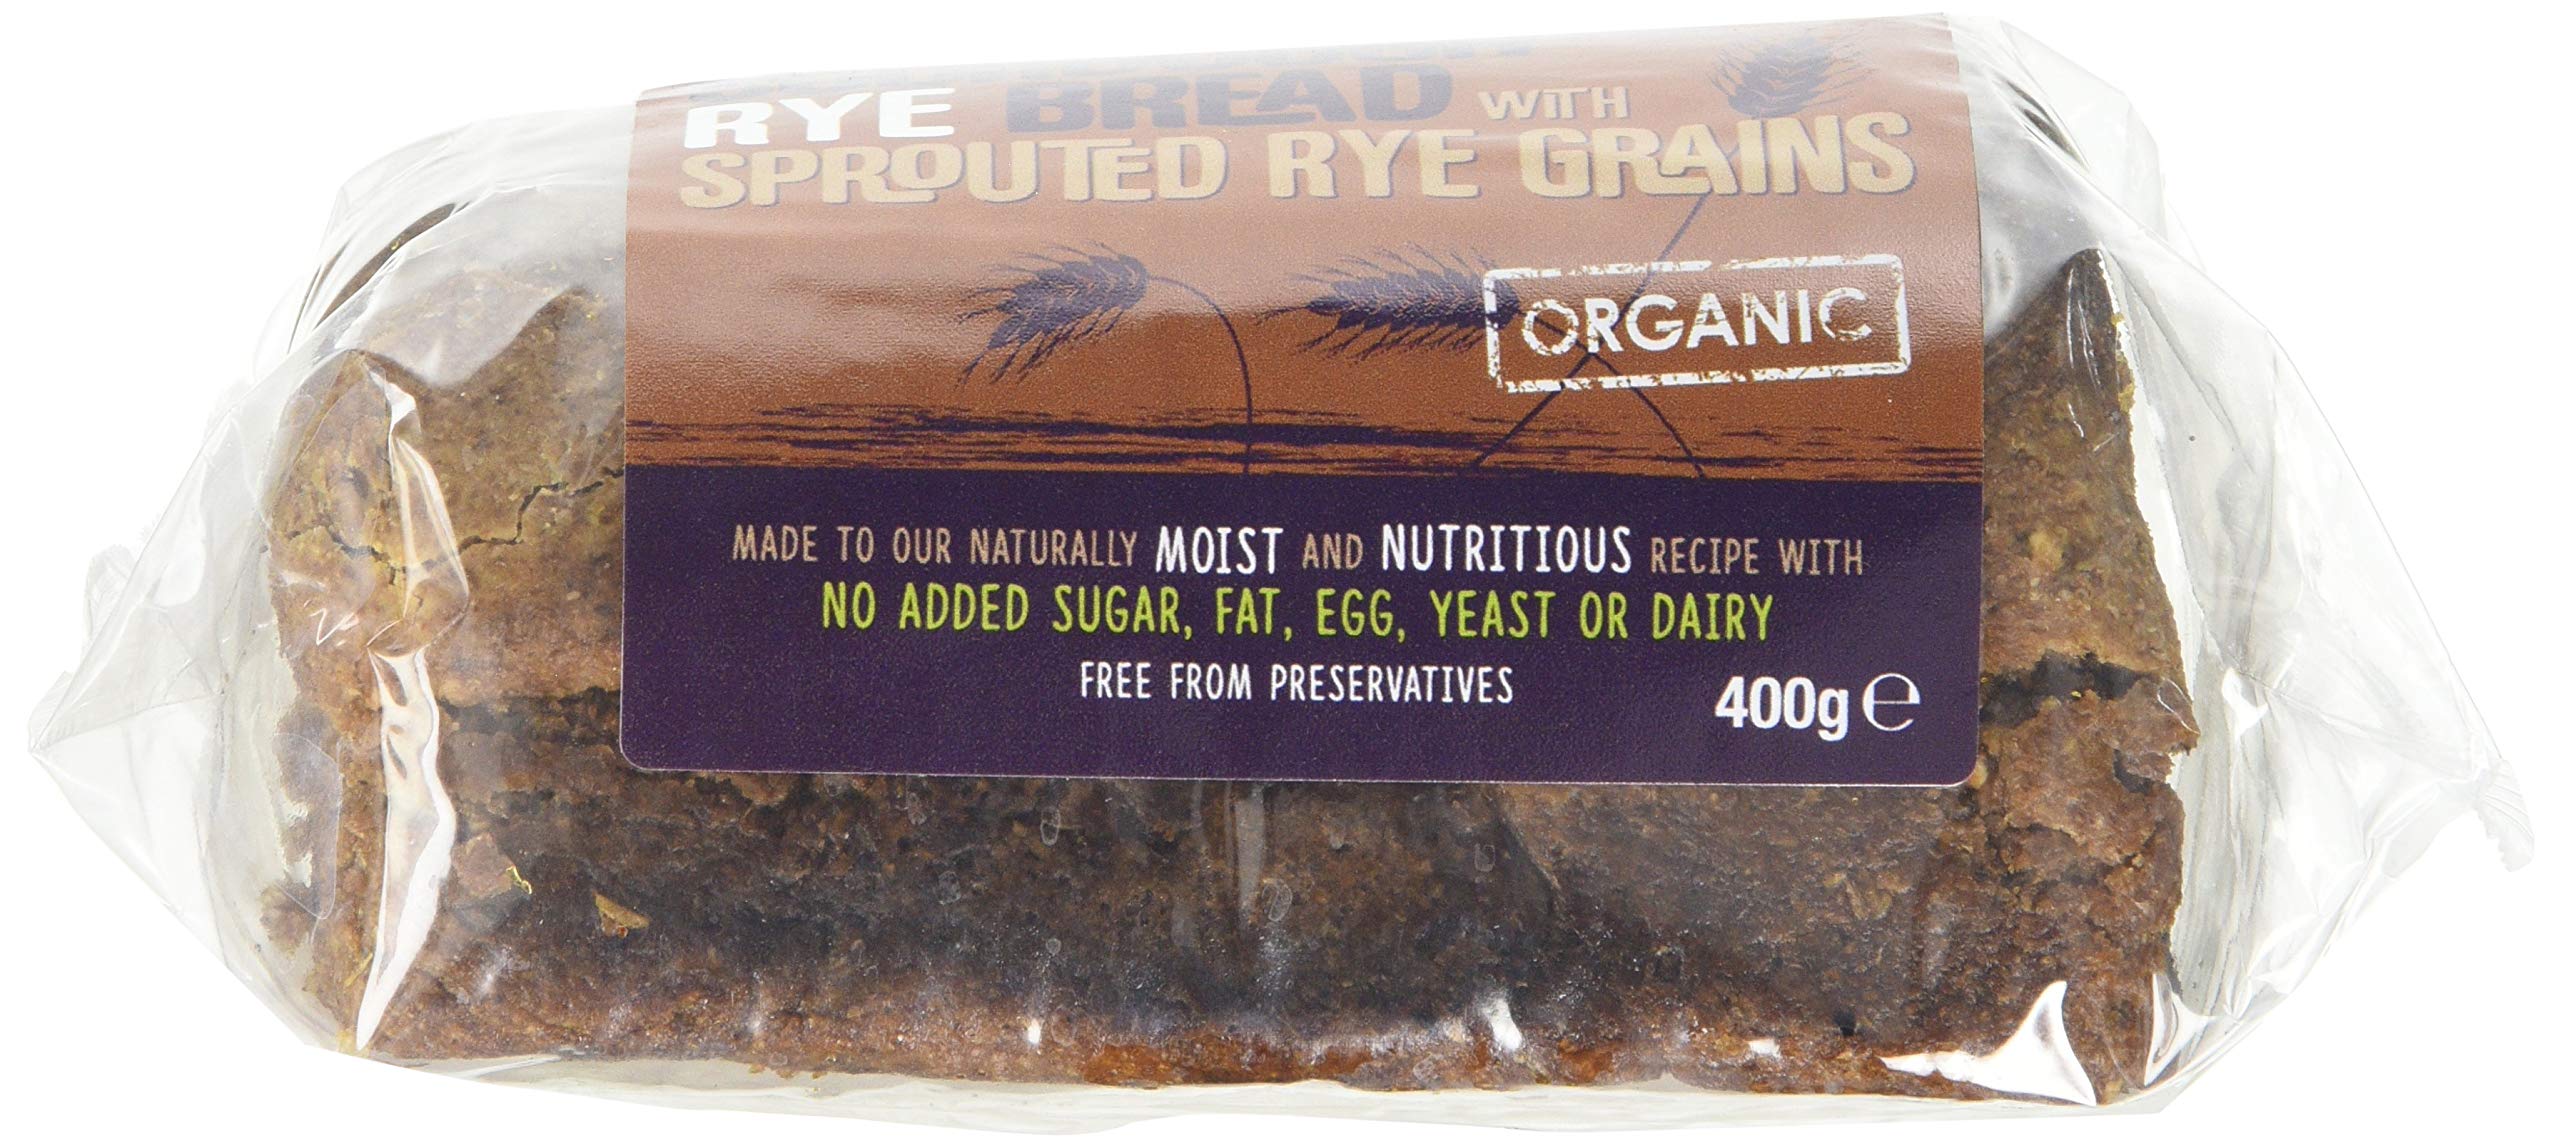 RYE BREAD WITH
SPROUTED RYE GRAINS
ORGANIC
MADE TO OUR NATURALLY MOIST AND NUTRITIOUS RECIPE WITH
NO ADDED SUGAR, FAT, EGG, YEAST OR DAIRY
FREE FROM PRESERVATIVES
400g ℮